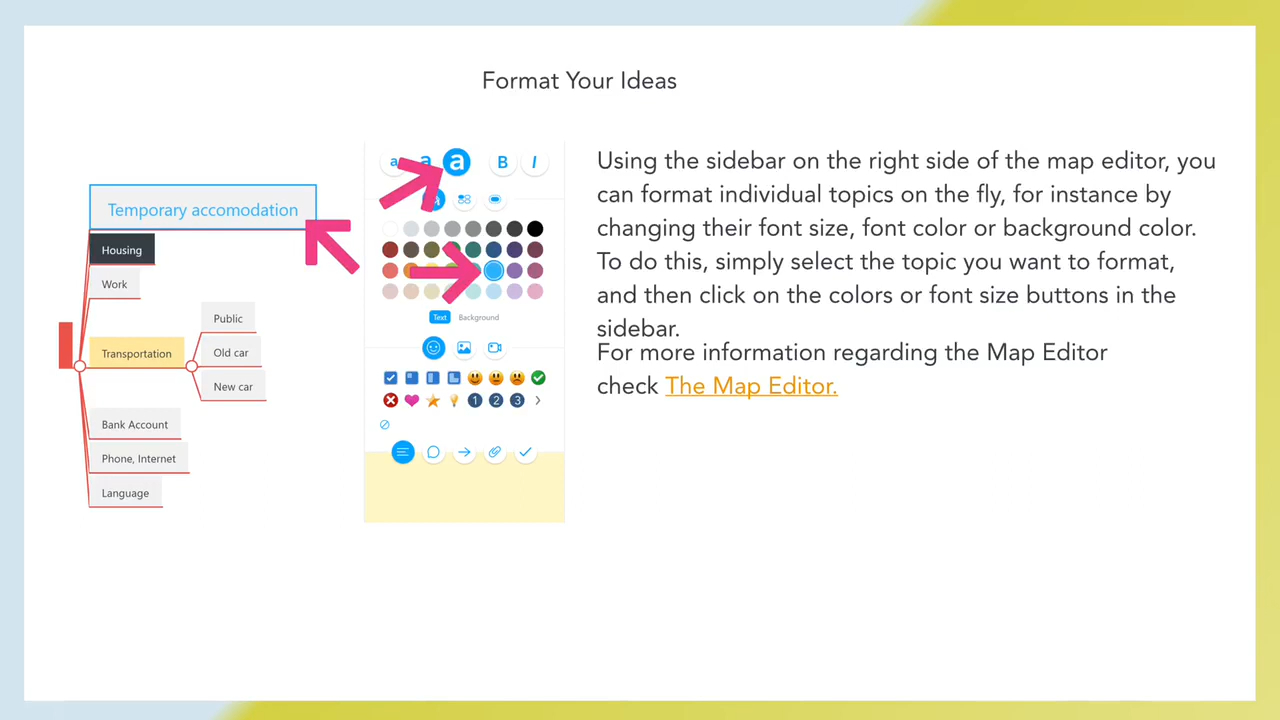 Format Your Ideas
Temporary accomodation
Housing
Work
Public
Transportation
Old car
New car
Bank Account
Phone, Internet
Language
a a a B I
Text Background
1 2 3
Using the sidebar on the right side of the map editor, you
can format individual topics on the fly, for instance by
changing their font size, font color or background color.
To do this, simply select the topic you want to format,
and then click on the colors or font size buttons in the
sidebar.
For more information regarding the Map Editor
check The Map Editor.